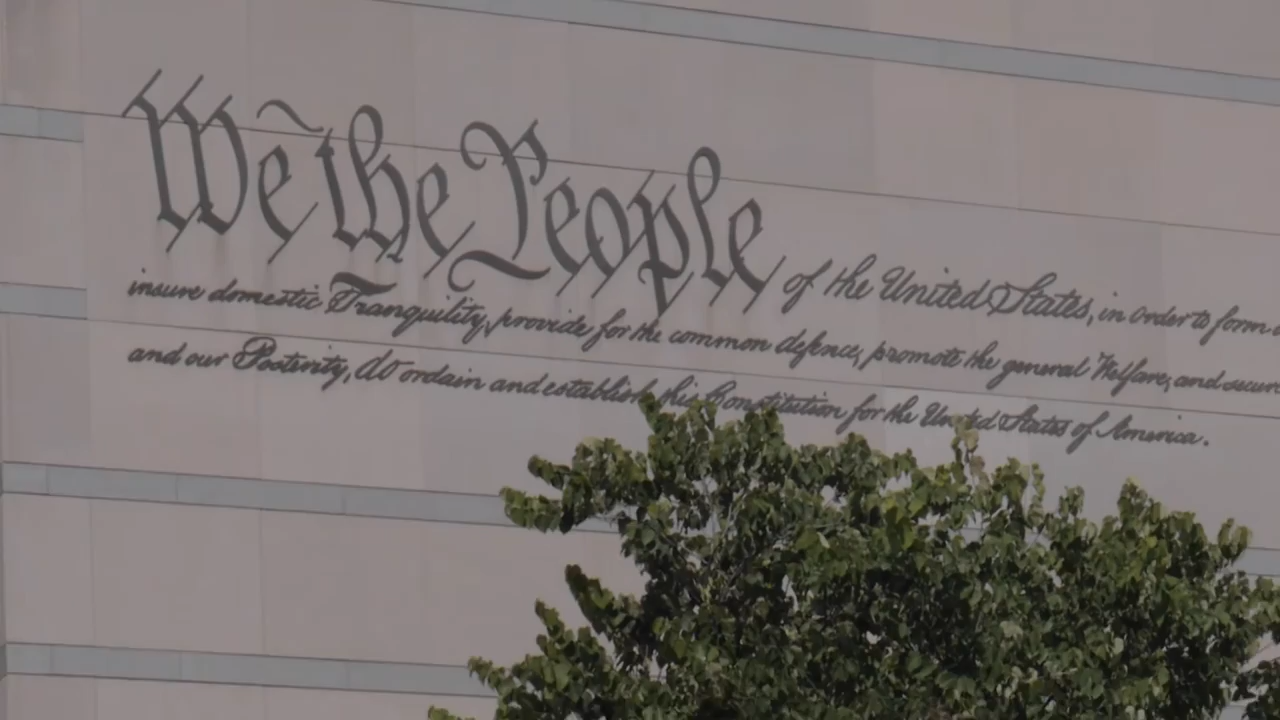 We the People of the United States, in order to form
insure domestic Tranquility, provide for the common defence, promote the general Welfare, and secure
and our Posterity, do ordain and establish this Constitution for the United States of America.